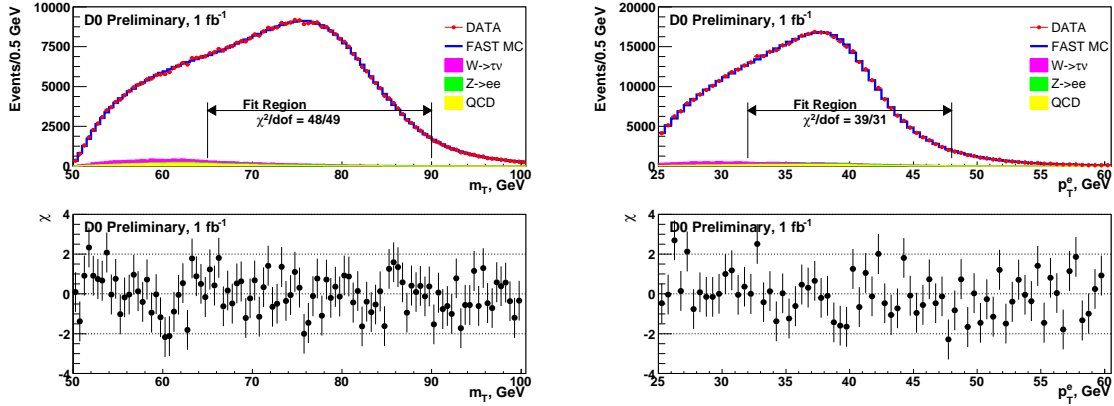 D0 Preliminary, 1 fb⁻¹
Events/0.5 GeV
10000
7500
5000
2500
0
DATA
FAST MC
W->τν
Z->ee
QCD
Fit Region
χ²/dof = 48/49
50 60 70 80 90 100
m_T, GeV
D0 Preliminary, 1 fb⁻¹
Events/0.5 GeV
20000
15000
10000
5000
0
DATA
FAST MC
W->τν
Z->ee
QCD
Fit Region
χ²/dof = 39/31
25 30 35 40 45 50 55 60
p_T^e, GeV
D0 Preliminary, 1 fb⁻¹
χ
4
2
0
-2
-4
50 60 70 80 90 100
m_T, GeV
D0 Preliminary, 1 fb⁻¹
χ
4
2
0
-2
-4
25 30 35 40 45 50 55 60
p_T^e, GeV